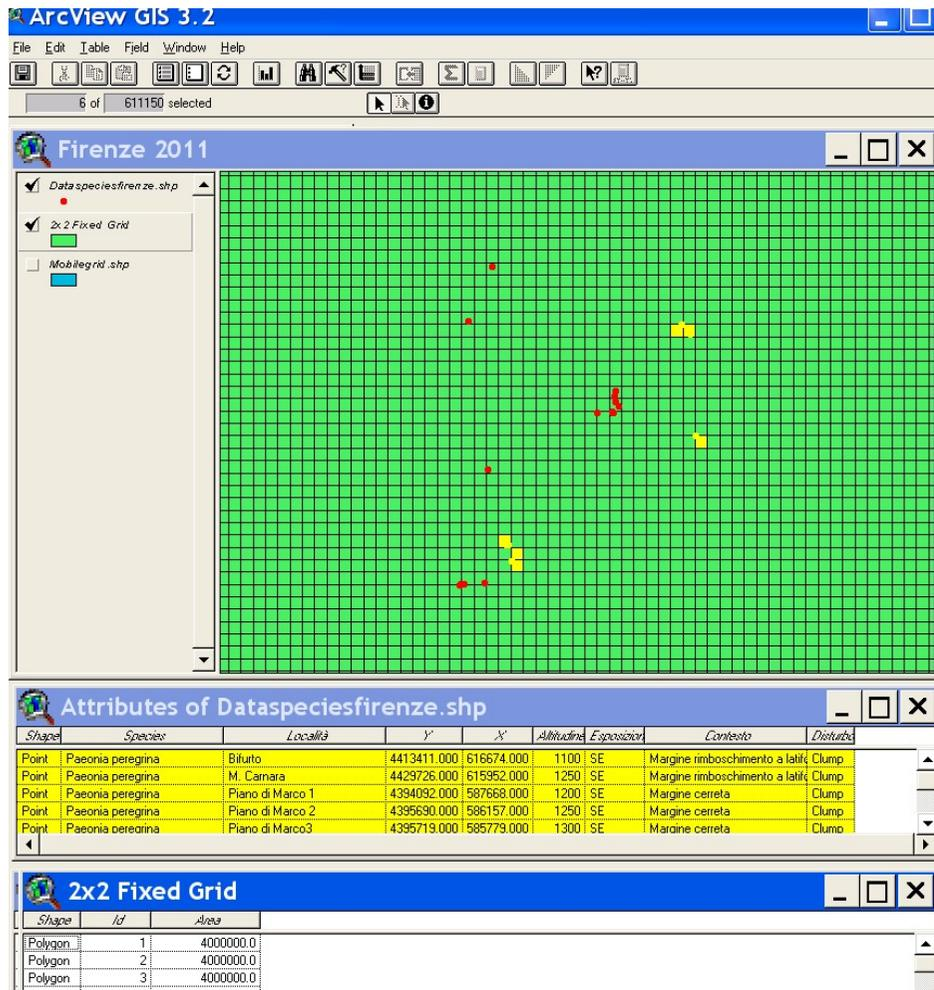 ArcView GIS 3.2
File Edit Table Field Window Help
6 of 611150 selected
Firenze 2011
Dataspeciesfirenze.shp
2x2 Fixed Grid
Mobilegrid.shp
Attributes of Dataspeciesfirenze.shp
Shape Species Località Y X Altitudine Esposizion Contesto Disturbo
Point Paeonia peregrina Bifurto 4413411.000 616674.000 1100 SE Margine rimboschimento a latifo Clump
Point Paeonia peregrina M. Carnara 4429726.000 615952.000 1250 SE Margine rimboschimento a latifo Clump
Point Paeonia peregrina Piano di Marco 1 4394092.000 587668.000 1200 SE Margine cerreta Clump
Point Paeonia peregrina Piano di Marco 2 4395690.000 586157.000 1250 SE Margine cerreta Clump
Point Paeonia peregrina Piano di Marco3 4395719.000 585779.000 1300 SE Margine cerreta Clump
2x2 Fixed Grid
Shape Id Area
Polygon 1 4000000.0
Polygon 2 4000000.0
Polygon 3 4000000.0